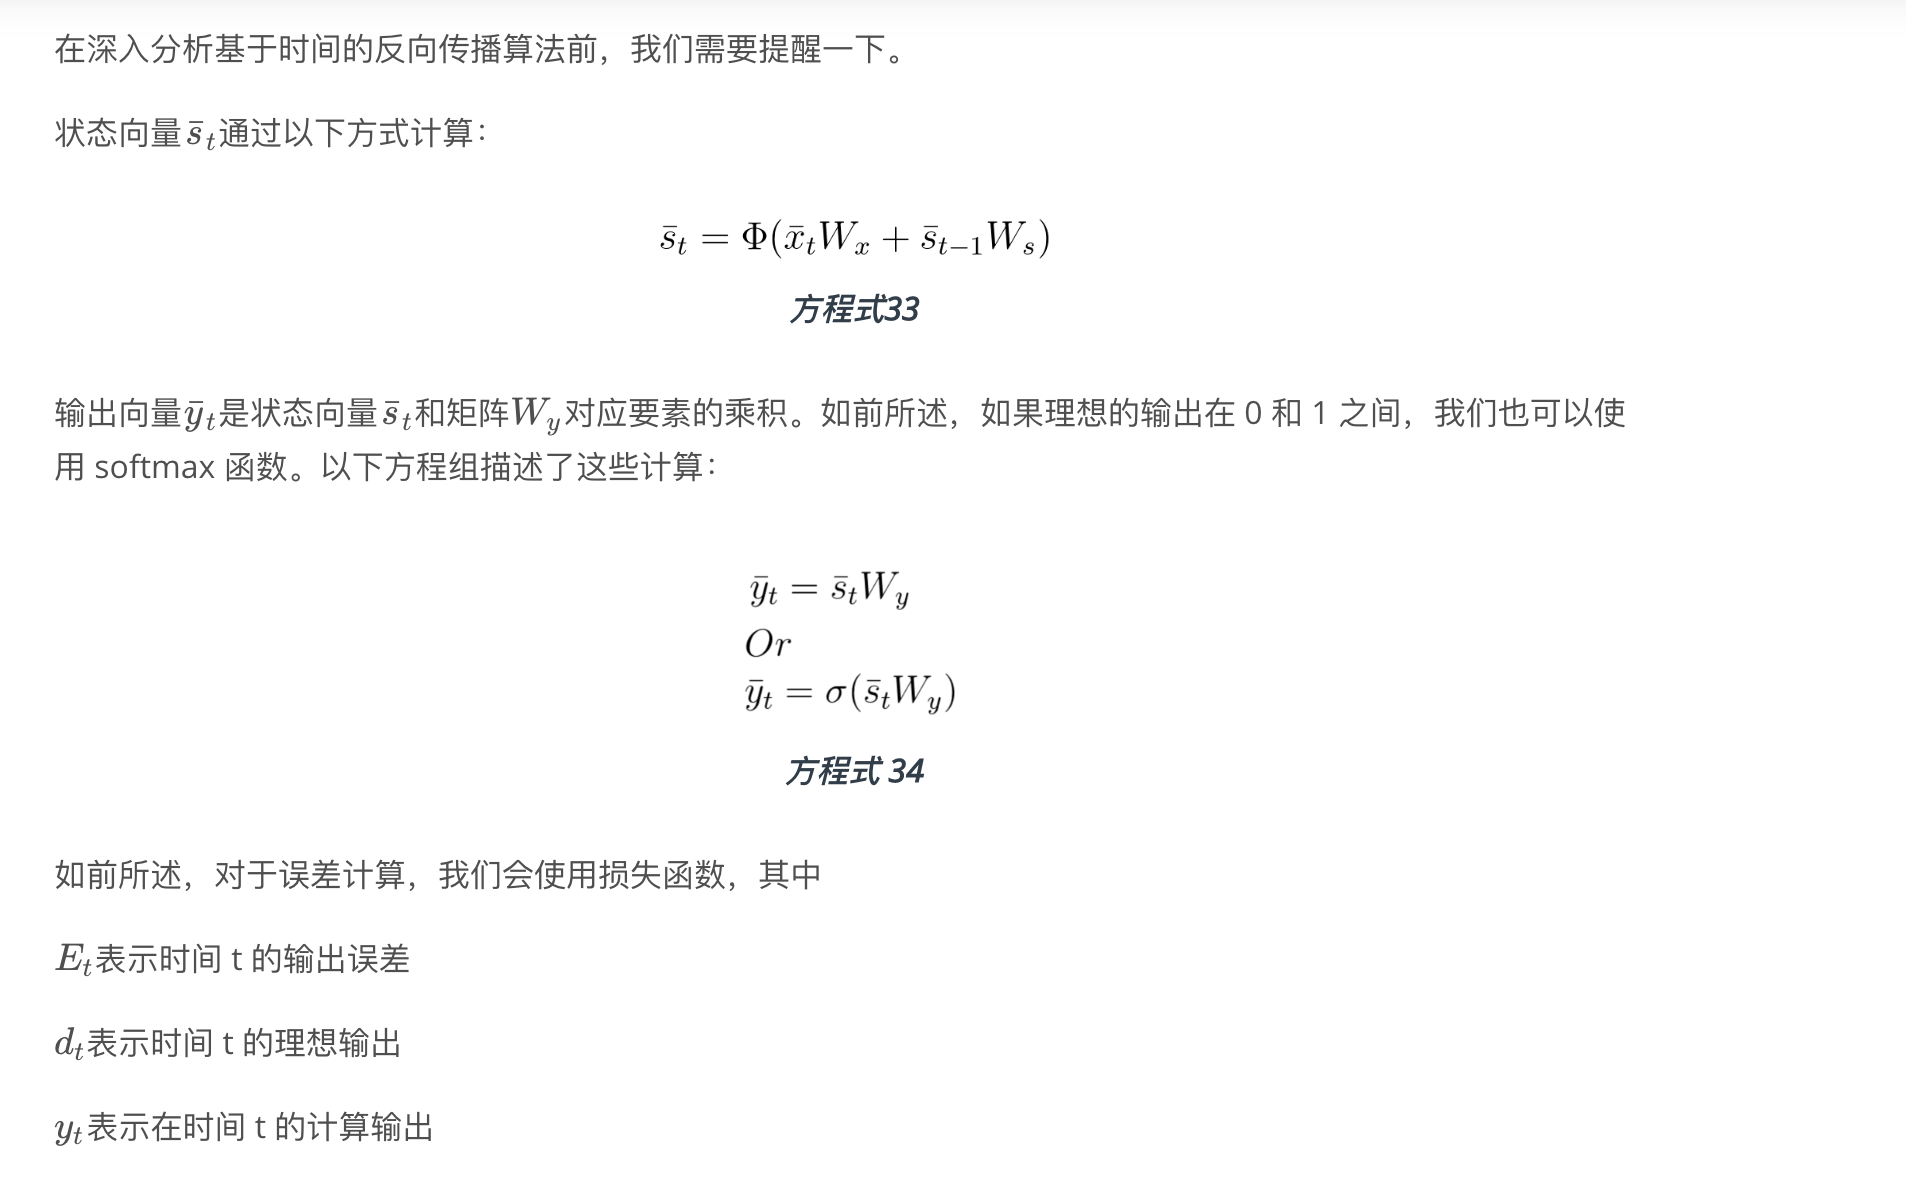 在深入分析基于时间的反向传播算法前，我们需要提醒一下。
状态向量 $\bar{s}_t$ 通过以下方式计算：
$\bar{s}_t = \Phi(\bar{x}_t W_x + \bar{s}_{t-1} W_s)$
方程式33
输出向量 $\bar{y}_t$ 是状态向量 $\bar{s}_t$ 和矩阵 $W_y$ 对应要素的乘积。如前所述，如果理想的输出在 0 和 1 之间，我们也可以使
用 softmax 函数。以下方程组描述了这些计算：
$\bar{y}_t = \bar{s}_t W_y$
Or
$\bar{y}_t = \sigma(\bar{s}_t W_y)$
方程式 34
如前所述，对于误差计算，我们会使用损失函数，其中
$E_t$ 表示时间 t 的输出误差
$d_t$ 表示时间 t 的理想输出
$y_t$ 表示在时间 t 的计算输出